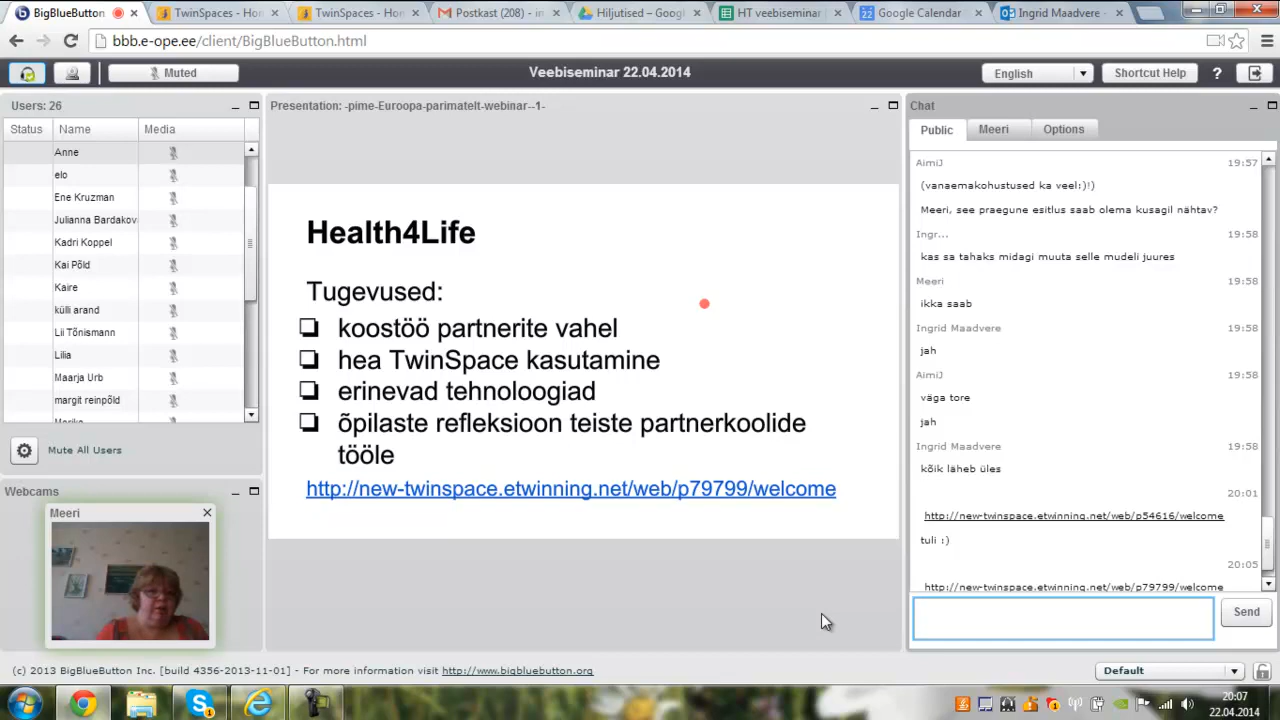 BigBlueButton
TwinSpaces - Hom
TwinSpaces - Hom
Postkast (208) - in
Hiljutised – Goog
HT veebiseminar
Google Calendar
Ingrid Maadvere -
bbb.e-ope.ee/client/BigBlueButton.html
Muted
Veebiseminar 22.04.2014
English
Shortcut Help
?
Users: 26
Status Name Media
Anne
elo
Ene Kruzman
Julianna Bardakov
Kadri Koppel
Kai Põld
Kaire
külli arand
Lii Tõnismann
Lilia
Maarja Urb
margit reinpõld
Mute All Users
Webcams
Meeri
Presentation: -pime-Euroopa-parimatelt-webinar--1-
Health4Life
Tugevused:
koostöö partnerite vahel
hea TwinSpace kasutamine
erinevad tehnoloogiad
õpilaste refleksioon teiste partnerkoolide
tööle
http://new-twinspace.etwinning.net/web/p79799/welcome
Chat
Public Meeri Options
AimiJ 19:57
(vanaemakohustused ka veel:)!)
Meeri, see praegune esitlus saab olema kusagil nähtav?
Ingr... 19:58
kas sa tahaks midagi muuta selle mudeli juures
Meeri 19:58
ikka saab
Ingrid Maadvere 19:58
jah
AimiJ 19:58
väga tore
jah
Ingrid Maadvere 19:58
kõik läheb üles
20:01
http://new-twinspace.etwinning.net/web/p54616/welcome
tuli :)
20:05
http://new-twinspace.etwinning.net/web/p79799/welcome
Send
(c) 2013 BigBlueButton Inc. [build 4356-2013-11-01] - For more information visit http://www.bigbluebutton.org
Default
20:07
22.04.2014